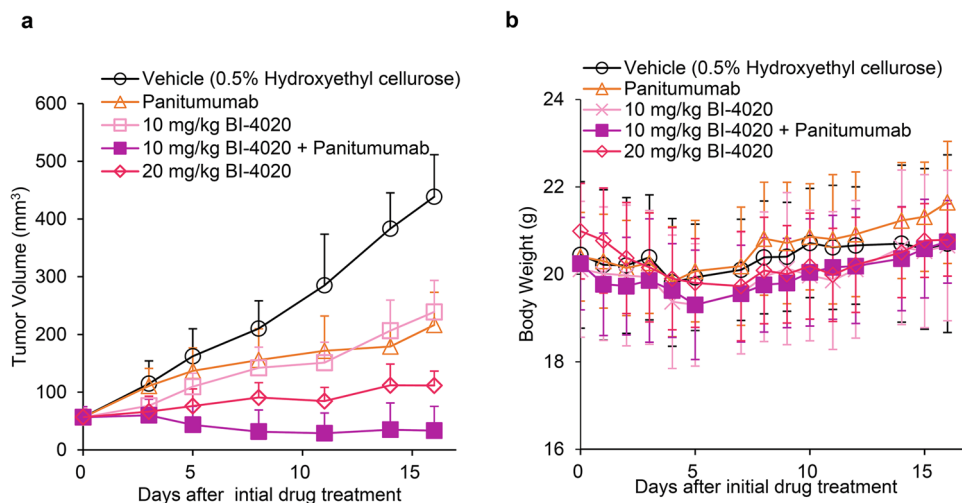 a
Vehicle (0.5% Hydroxyethyl cellurose)
Panitumumab
10 mg/kg BI-4020
10 mg/kg BI-4020 + Panitumumab
20 mg/kg BI-4020
600
500
400
300
200
100
0
Tumor Volume (mm³)
0 5 10 15
Days after intial drug treatment
b
Vehicle (0.5% Hydroxyethyl cellurose)
Panitumumab
10 mg/kg BI-4020
10 mg/kg BI-4020 + Panitumumab
20 mg/kg BI-4020
24
22
20
18
16
Body Weight (g)
0 5 10 15
Days after initial drug treatment